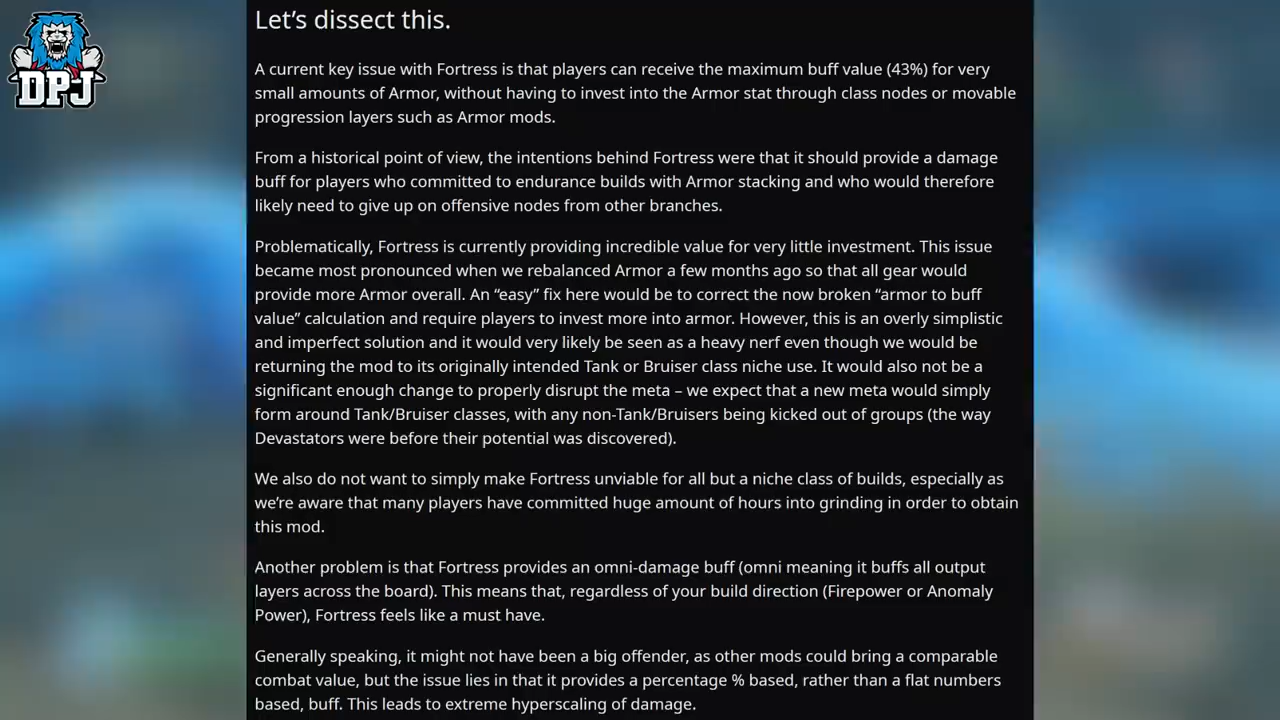 DPJ
Let’s dissect this.
A current key issue with Fortress is that players can receive the maximum buff value (43%) for very
small amounts of Armor, without having to invest into the Armor stat through class nodes or movable
progression layers such as Armor mods.
From a historical point of view, the intentions behind Fortress were that it should provide a damage
buff for players who committed to endurance builds with Armor stacking and who would therefore
likely need to give up on offensive nodes from other branches.
Problematically, Fortress is currently providing incredible value for very little investment. This issue
became most pronounced when we rebalanced Armor a few months ago so that all gear would
provide more Armor overall. An “easy” fix here would be to correct the now broken “armor to buff
value” calculation and require players to invest more into armor. However, this is an overly simplistic
and imperfect solution and it would very likely be seen as a heavy nerf even though we would be
returning the mod to its originally intended Tank or Bruiser class niche use. It would also not be a
significant enough change to properly disrupt the meta – we expect that a new meta would simply
form around Tank/Bruiser classes, with any non-Tank/Bruisers being kicked out of groups (the way
Devastators were before their potential was discovered).
We also do not want to simply make Fortress unviable for all but a niche class of builds, especially as
we’re aware that many players have committed huge amount of hours into grinding in order to obtain
this mod.
Another problem is that Fortress provides an omni-damage buff (omni meaning it buffs all output
layers across the board). This means that, regardless of your build direction (Firepower or Anomaly
Power), Fortress feels like a must have.
Generally speaking, it might not have been a big offender, as other mods could bring a comparable
combat value, but the issue lies in that it provides a percentage % based, rather than a flat numbers
based, buff. This leads to extreme hyperscaling of damage.